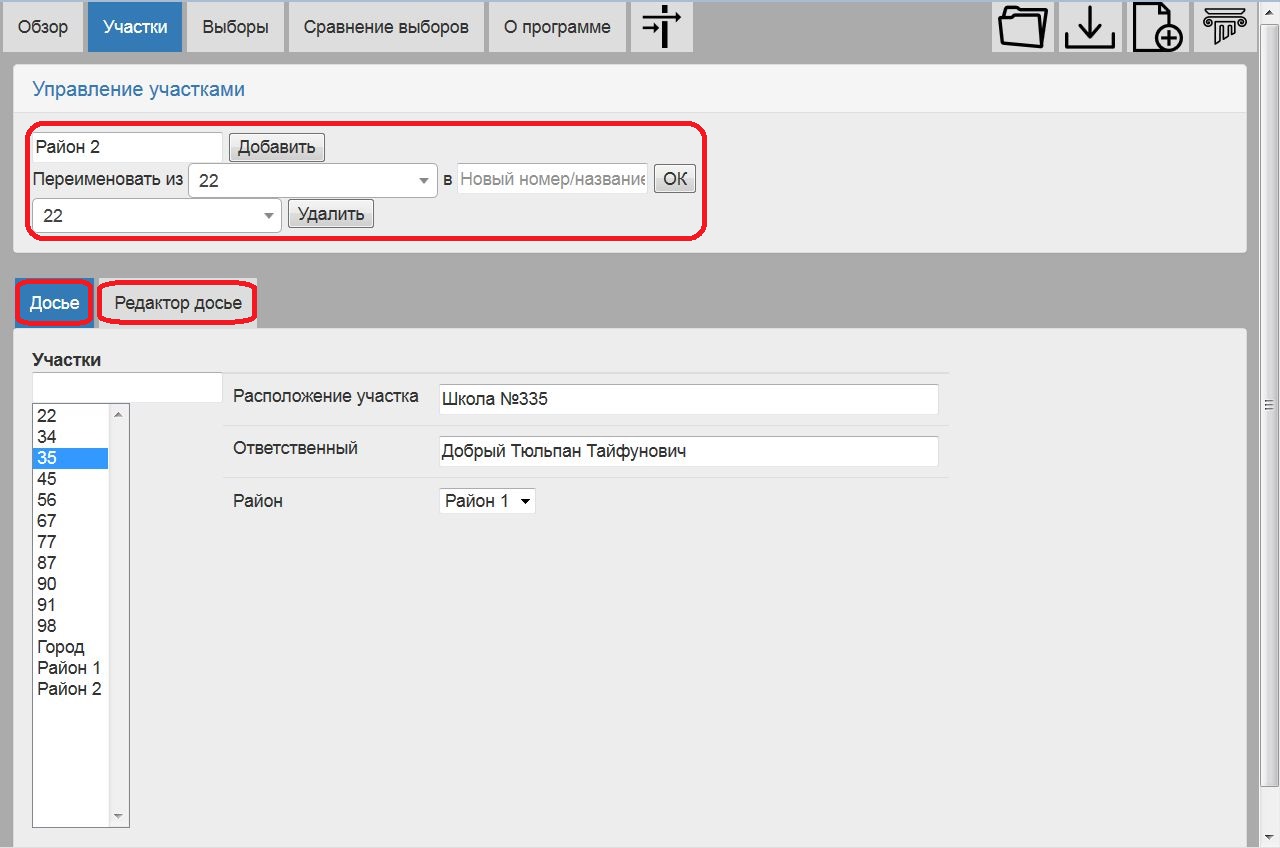 Обзор Участки Выборы Сравнение выборов О программе
Управление участками
Район 2 Добавить
Переименовать из 22 в Новый номер/название ОК
22 Удалить
Досье Редактор досье
Участки
Расположение участка Школа №335
Ответственный Добрый Тюльпан Тайфунович
Район Район 1
22
34
35
45
56
67
77
87
90
91
98
Город
Район 1
Район 2